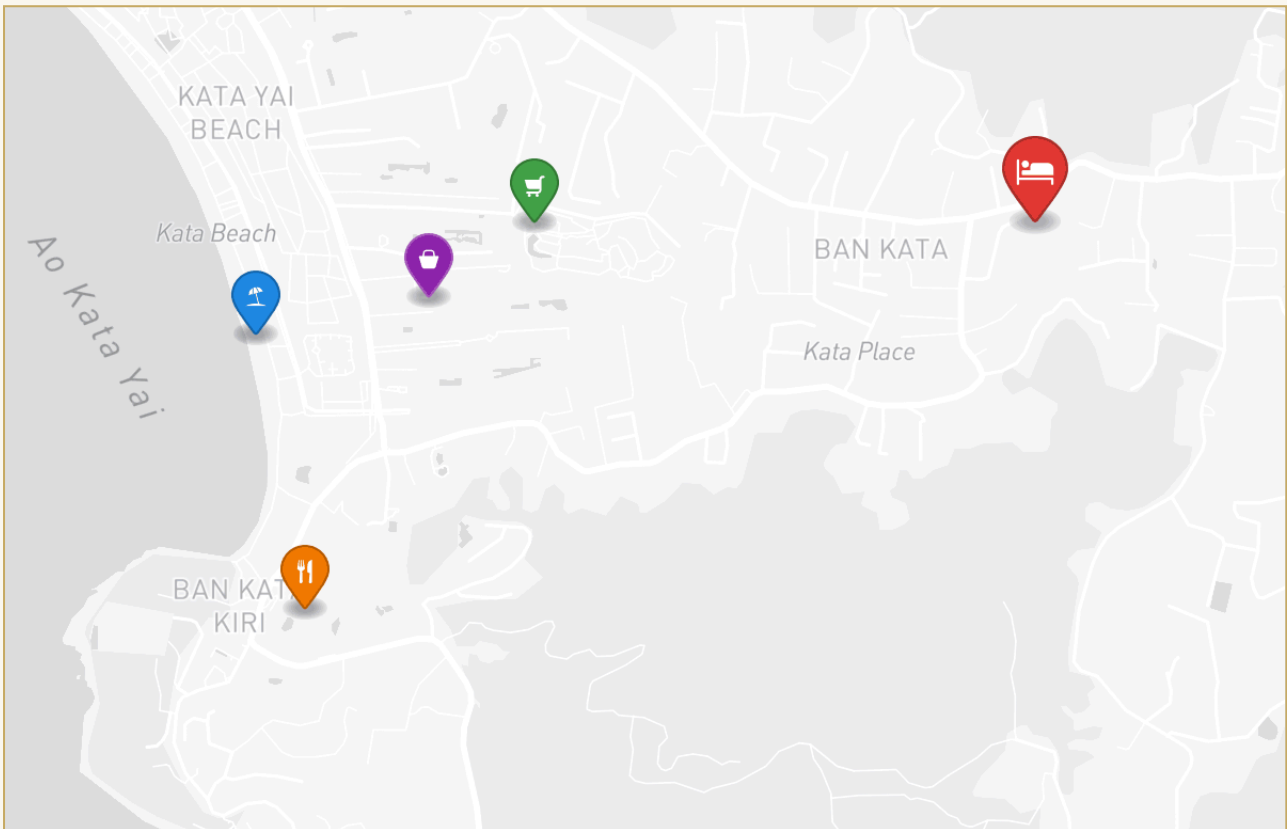 KATA YAI
BEACH
Kata Beach
Ao Kata Yai
BAN KATA
Kata Place
BAN KATA
KIRI